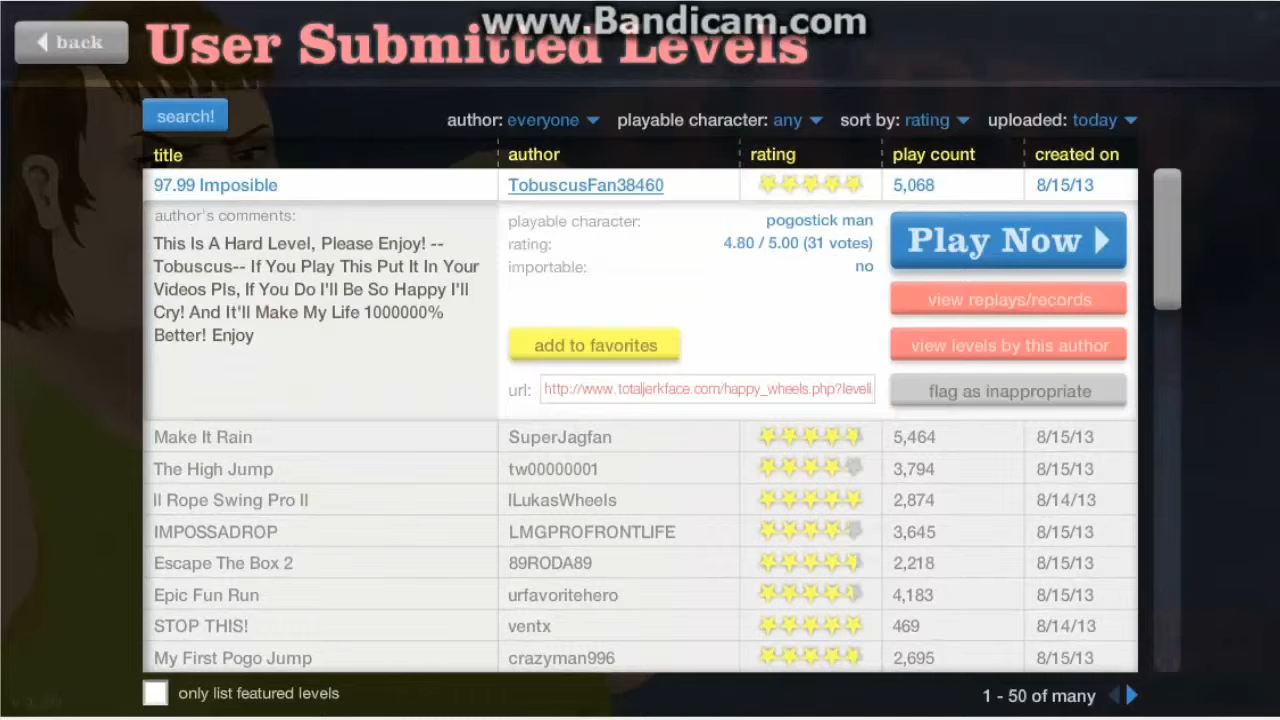 www.Bandicam.com
back
User Submitted Levels
search!
author: everyone playable character: any sort by: rating uploaded: today
title author rating play count created on
97.99 Imposible TobuscusFan38460 5,068 8/15/13
author's comments:
This Is A Hard Level, Please Enjoy! --
Tobuscus-- If You Play This Put It In Your
Videos Pls, If You Do I'll Be So Happy I'll
Cry! And It'll Make My Life 1000000%
Better! Enjoy
playable character: pogostick man
rating: 4.80 / 5.00 (31 votes)
importable: no
add to favorites
url: http://www.totaljerkface.com/happy_wheels.php?leveli
Play Now
view replays/records
view levels by this author
flag as inappropriate
Make It Rain SuperJagfan 5,464 8/15/13
The High Jump tw00000001 3,794 8/15/13
ll Rope Swing Pro ll lLukasWheels 2,874 8/14/13
IMPOSSADROP LMGPROFRONTLIFE 3,645 8/15/13
Escape The Box 2 89RODA89 2,218 8/15/13
Epic Fun Run urfavoritehero 4,183 8/15/13
STOP THIS! ventx 469 8/14/13
My First Pogo Jump crazyman996 2,695 8/15/13
only list featured levels
1 - 50 of many